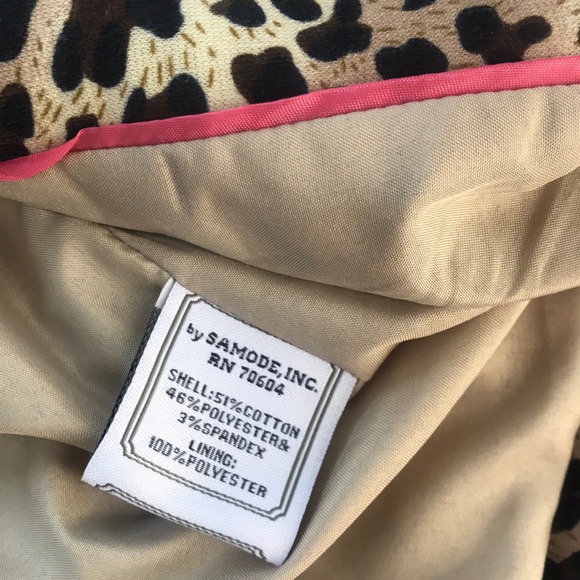 by SAMODE, INC.
RN 70604
SHELL:51%COTTON
46%POLYESTER&
3%SPANDEX
LINING:
100%POLYESTER